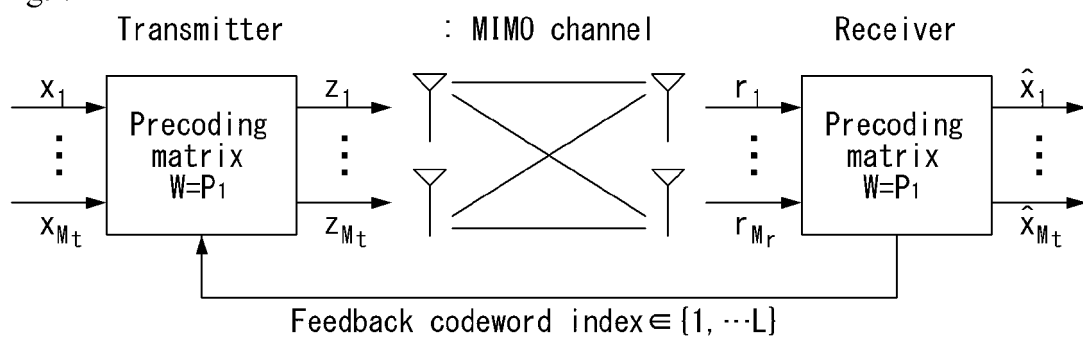 Transmitter : MIMO channel Receiver
x1 z1 r1 x̂1
Precoding matrix W=P1
Precoding matrix W=P1
⋮ ⋮ ⋮ ⋮
xMt zMt rMr x̂Mt
Feedback codeword index∈{1, ⋯L}